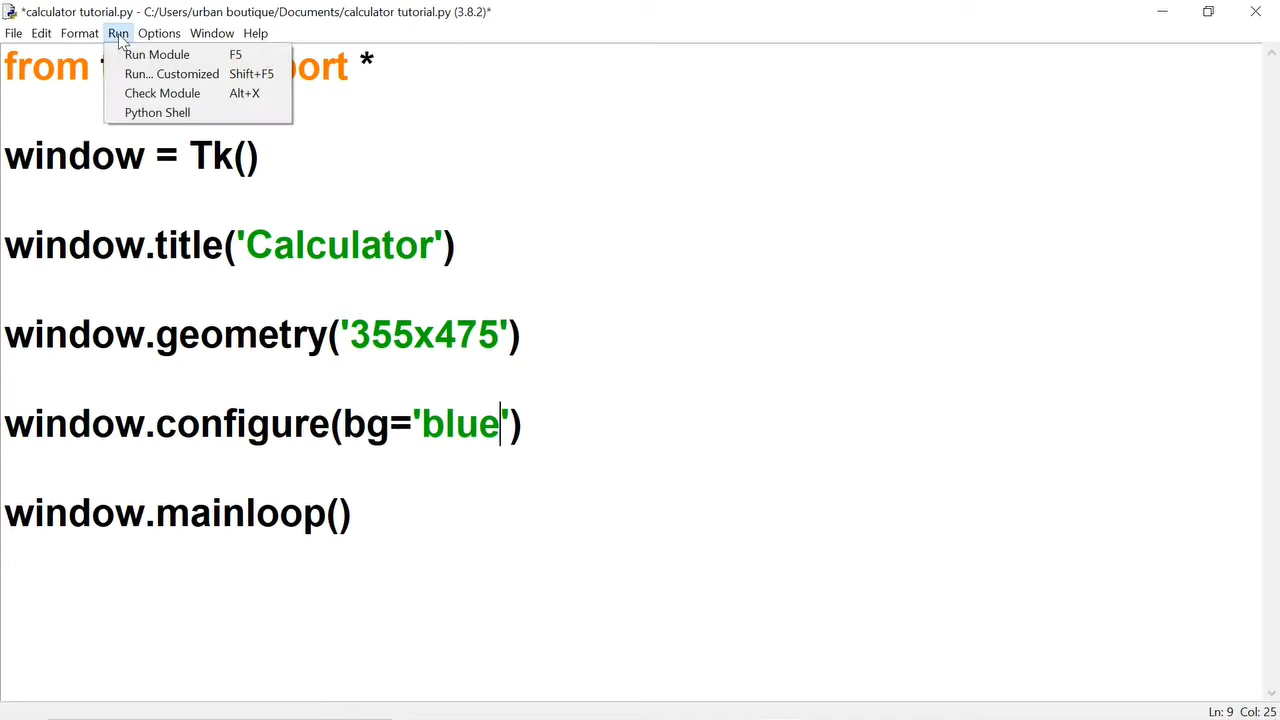 *calculator tutorial.py - C:/Users/urban boutique/Documents/calculator tutorial.py (3.8.2)*
File Edit Format Run Options Window Help
Run Module F5
Run... Customized Shift+F5
Check Module Alt+X
Python Shell
from port *
window = Tk()
window.title('Calculator')
window.geometry('355x475')
window.configure(bg='blue')
window.mainloop()
Ln: 9 Col: 25